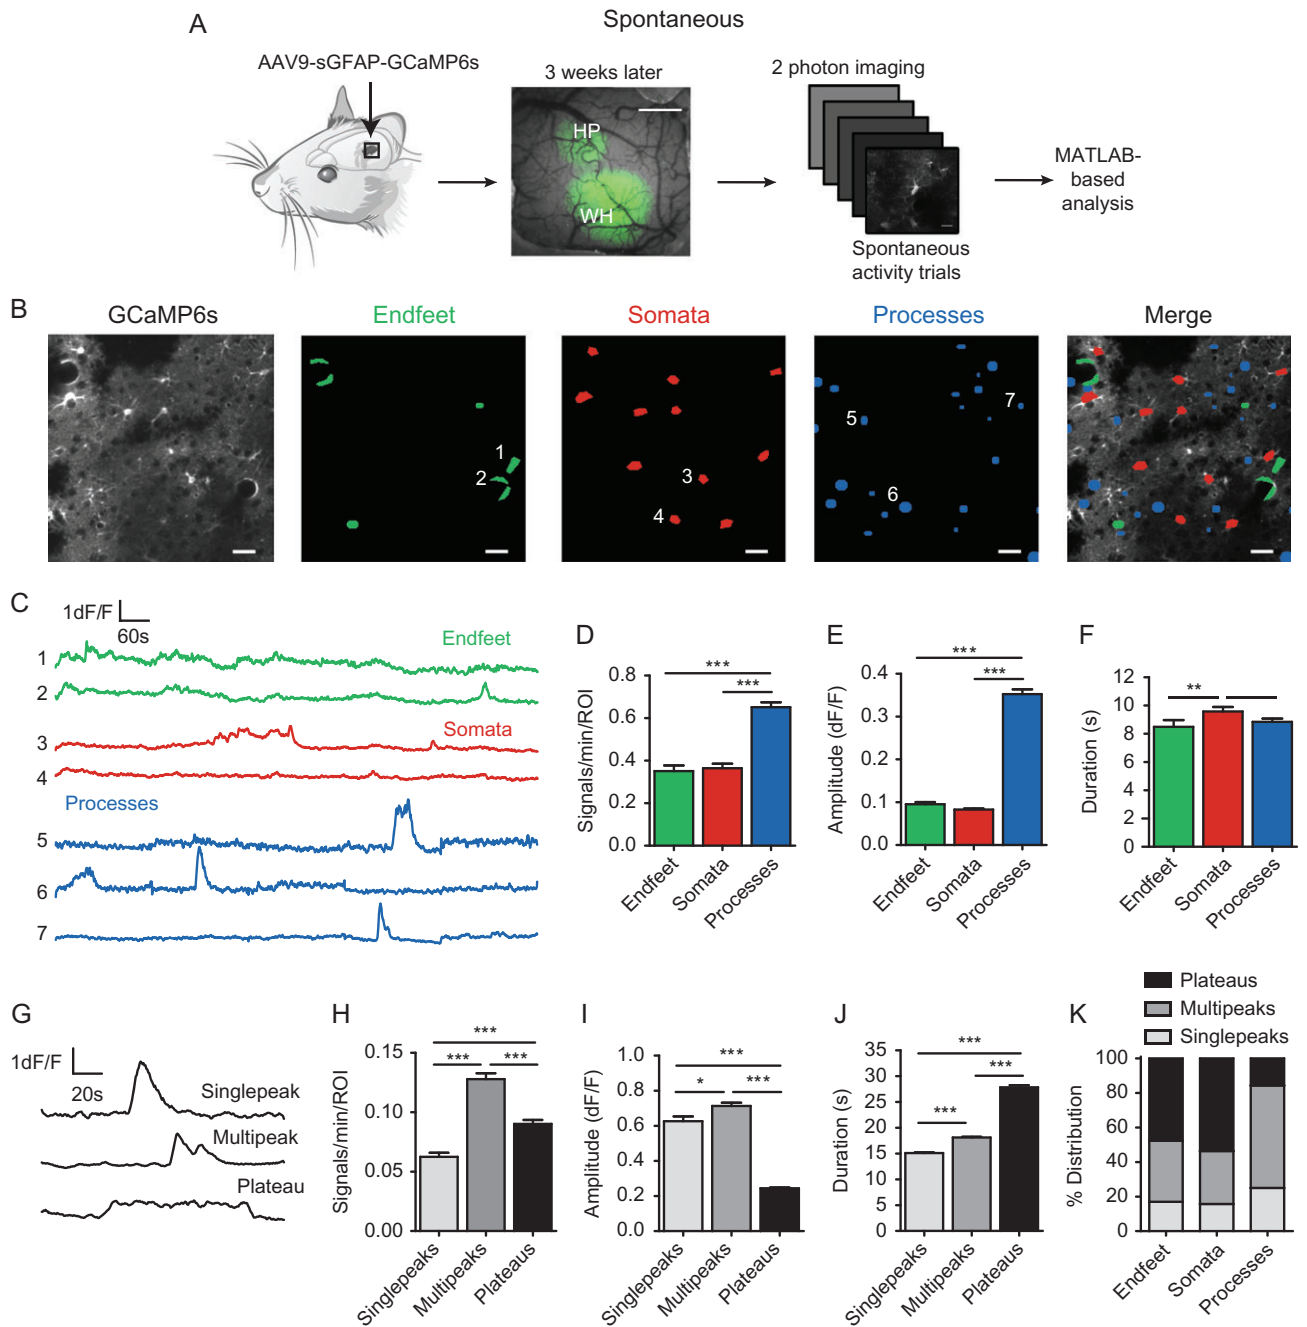 A
Spontaneous
AAV9-sGFAP-GCaMP6s
3 weeks later
2 photon imaging
HP
WH
MATLAB-
based
analysis
Spontaneous
activity trials
B
GCaMP6s
Endfeet
Somata
Processes
Merge
1
2
3
4
5
6
7
C
1dF/F
60s
Endfeet
1
2
Somata
3
4
Processes
5
6
7
D
***
***
Signals/min/ROI
0.8
0.6
0.4
0.2
0.0
Endfeet
Somata
Processes
E
***
***
Amplitude (dF/F)
0.4
0.3
0.2
0.1
0.0
Endfeet
Somata
Processes
F
**
Duration (s)
12
10
8
6
4
2
0
Endfeet
Somata
Processes
G
1dF/F
20s
Singlepeak
Multipeak
Plateau
H
***
***
***
Signals/min/ROI
0.15
0.10
0.05
0.00
Singlepeaks
Multipeaks
Plateaus
I
***
*
***
Amplitude (dF/F)
1.0
0.8
0.6
0.4
0.2
0.0
Singlepeaks
Multipeaks
Plateaus
J
***
***
***
Duration (s)
35
30
25
20
15
10
5
0
Singlepeaks
Multipeaks
Plateaus
K
Plateaus
Multipeaks
Singlepeaks
% Distribution
100
80
60
40
20
0
Endfeet
Somata
Processes